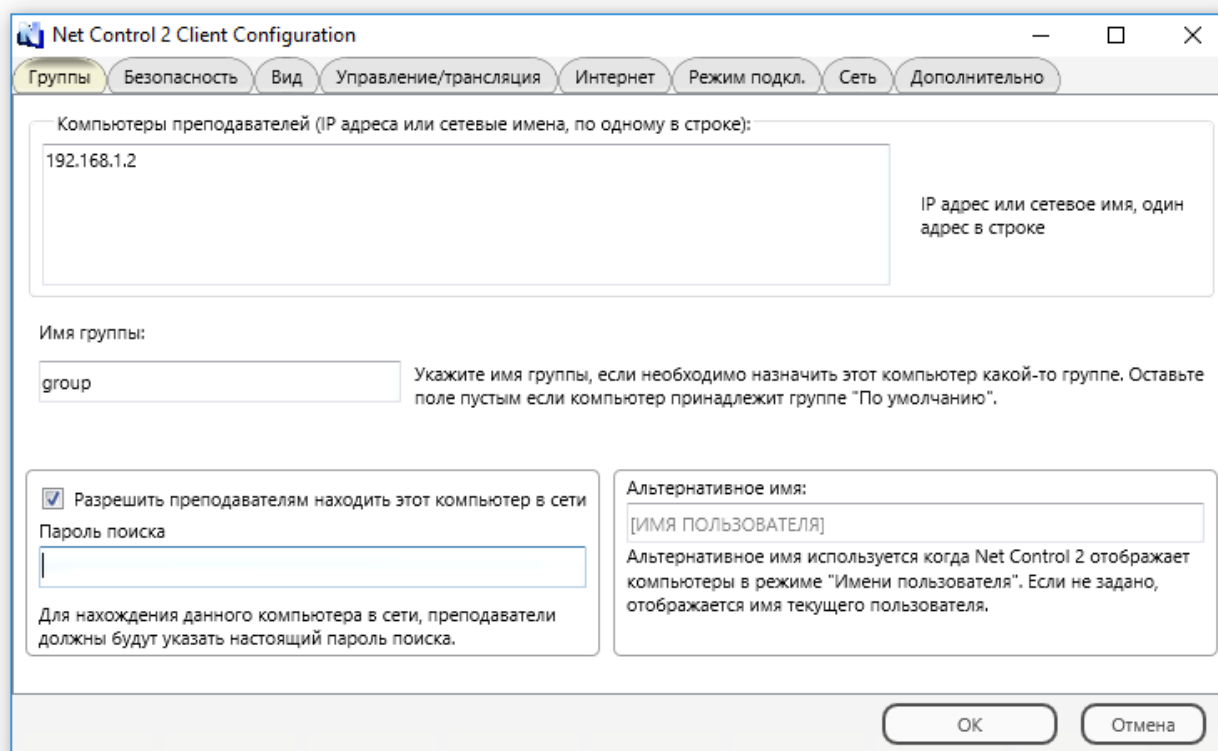 Net Control 2 Client Configuration
Группы Безопасность Вид Управление/трансляция Интернет Режим подкл. Сеть Дополнительно
Компьютеры преподавателей (IP адреса или сетевые имена, по одному в строке):
192.168.1.2
IP адрес или сетевое имя, один
адрес в строке
Имя группы:
group
Укажите имя группы, если необходимо назначить этот компьютер какой-то группе. Оставьте
поле пустым если компьютер принадлежит группе "По умолчанию".
Разрешить преподавателям находить этот компьютер в сети
Пароль поиска
Для нахождения данного компьютера в сети, преподаватели
должны будут указать настоящий пароль поиска.
Альтернативное имя:
[ИМЯ ПОЛЬЗОВАТЕЛЯ]
Альтернативное имя используется когда Net Control 2 отображает
компьютеры в режиме "Имени пользователя". Если не задано,
отображается имя текущего пользователя.
OK Отмена